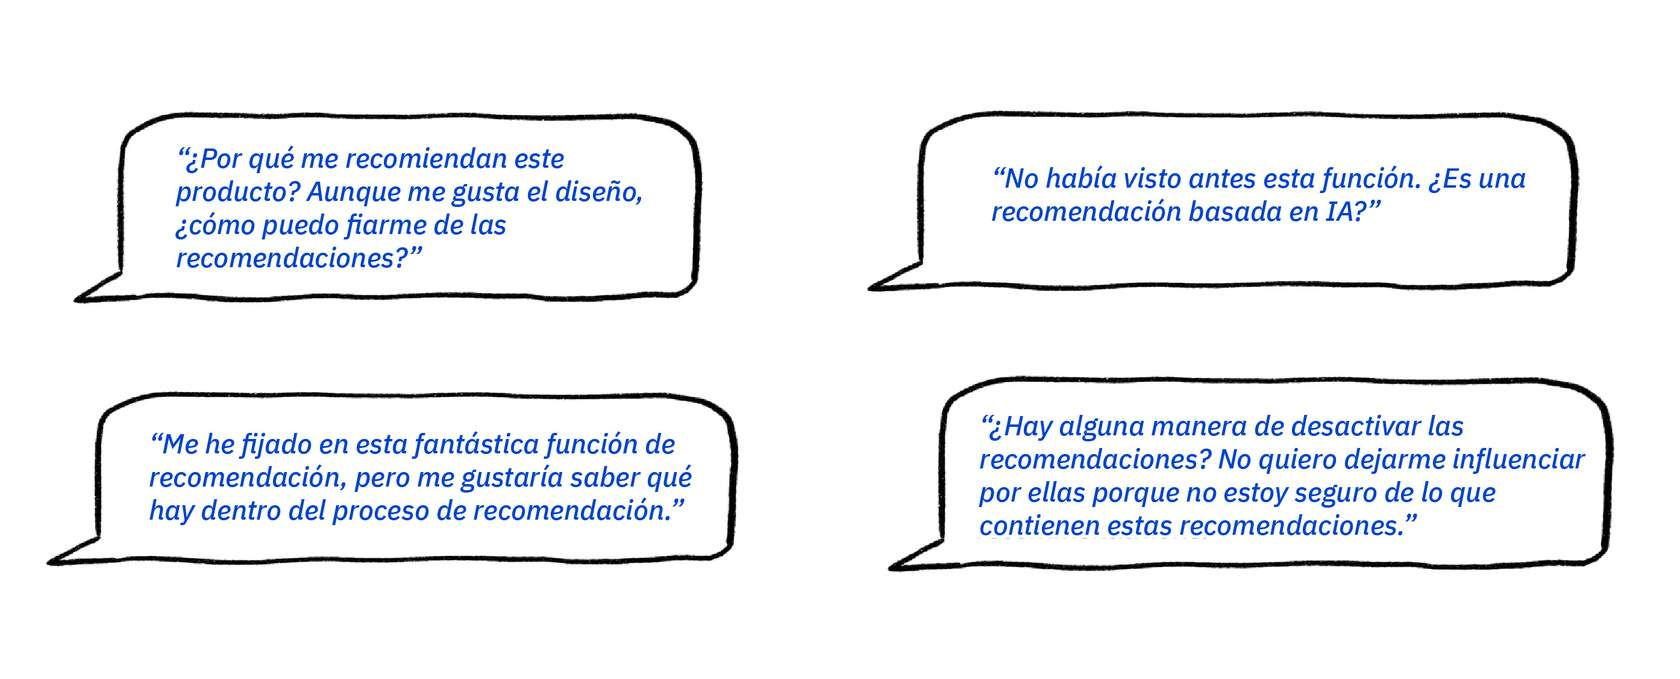 “¿Por qué me recomiendan este
producto? Aunque me gusta el diseño,
¿cómo puedo fiarme de las
recomendaciones?”
“No había visto antes esta función. ¿Es una
recomendación basada en IA?”
“Me he fijado en esta fantástica función de
recomendación, pero me gustaría saber qué
hay dentro del proceso de recomendación.”
“¿Hay alguna manera de desactivar las
recomendaciones? No quiero dejarme influenciar
por ellas porque no estoy seguro de lo que
contienen estas recomendaciones.”